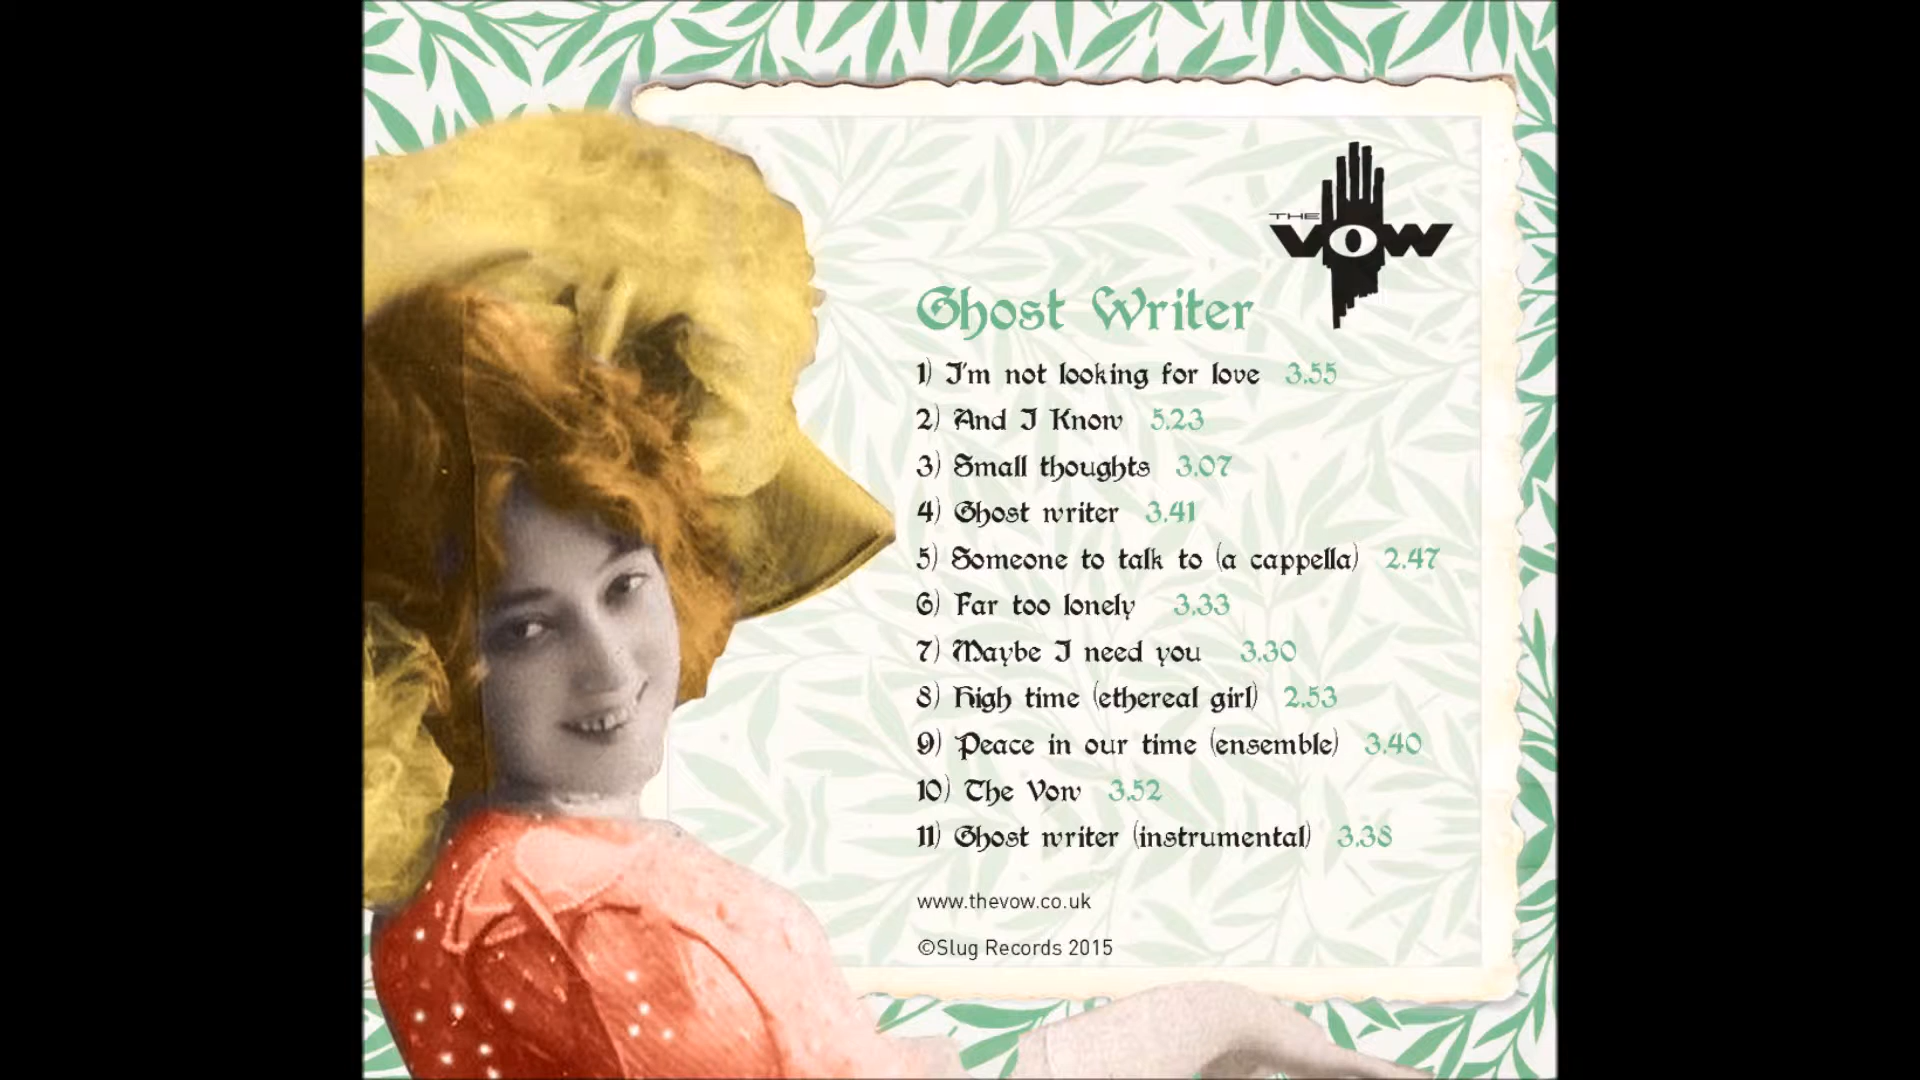 THE
VOW
Ghost Writer
1) I'm not looking for love 3.55
2) And I Know 5.23
3) Small thoughts 3.07
4) Ghost writer 3.41
5) Someone to talk to (a cappella) 2.47
6) Far too lonely 3.33
7) Maybe I need you 3.30
8) High time (ethereal girl) 2.53
9) Peace in our time (ensemble) 3.40
10) The Vow 3.52
11) Ghost writer (instrumental) 3.38
www.thevow.co.uk
©Slug Records 2015